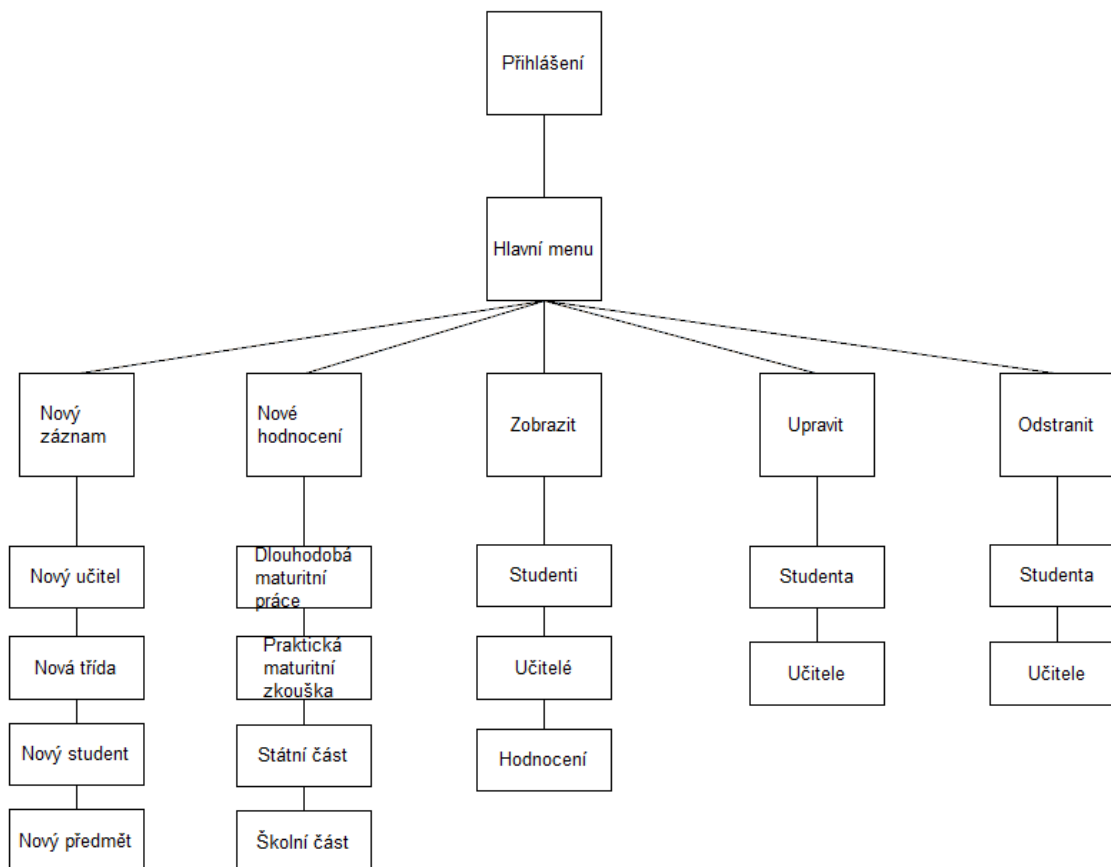 Přihlášení
Hlavní menu
Nový
záznam
Nové
hodnocení
Zobrazit
Upravit
Odstranit
Nový učitel
Dlouhodobá
maturitní
práce
Studenti
Studenta
Studenta
Nová třída
Praktická
maturitní
zkouška
Učitelé
Učitele
Učitele
Nový student
Státní část
Hodnocení
Nový předmět
Školní část